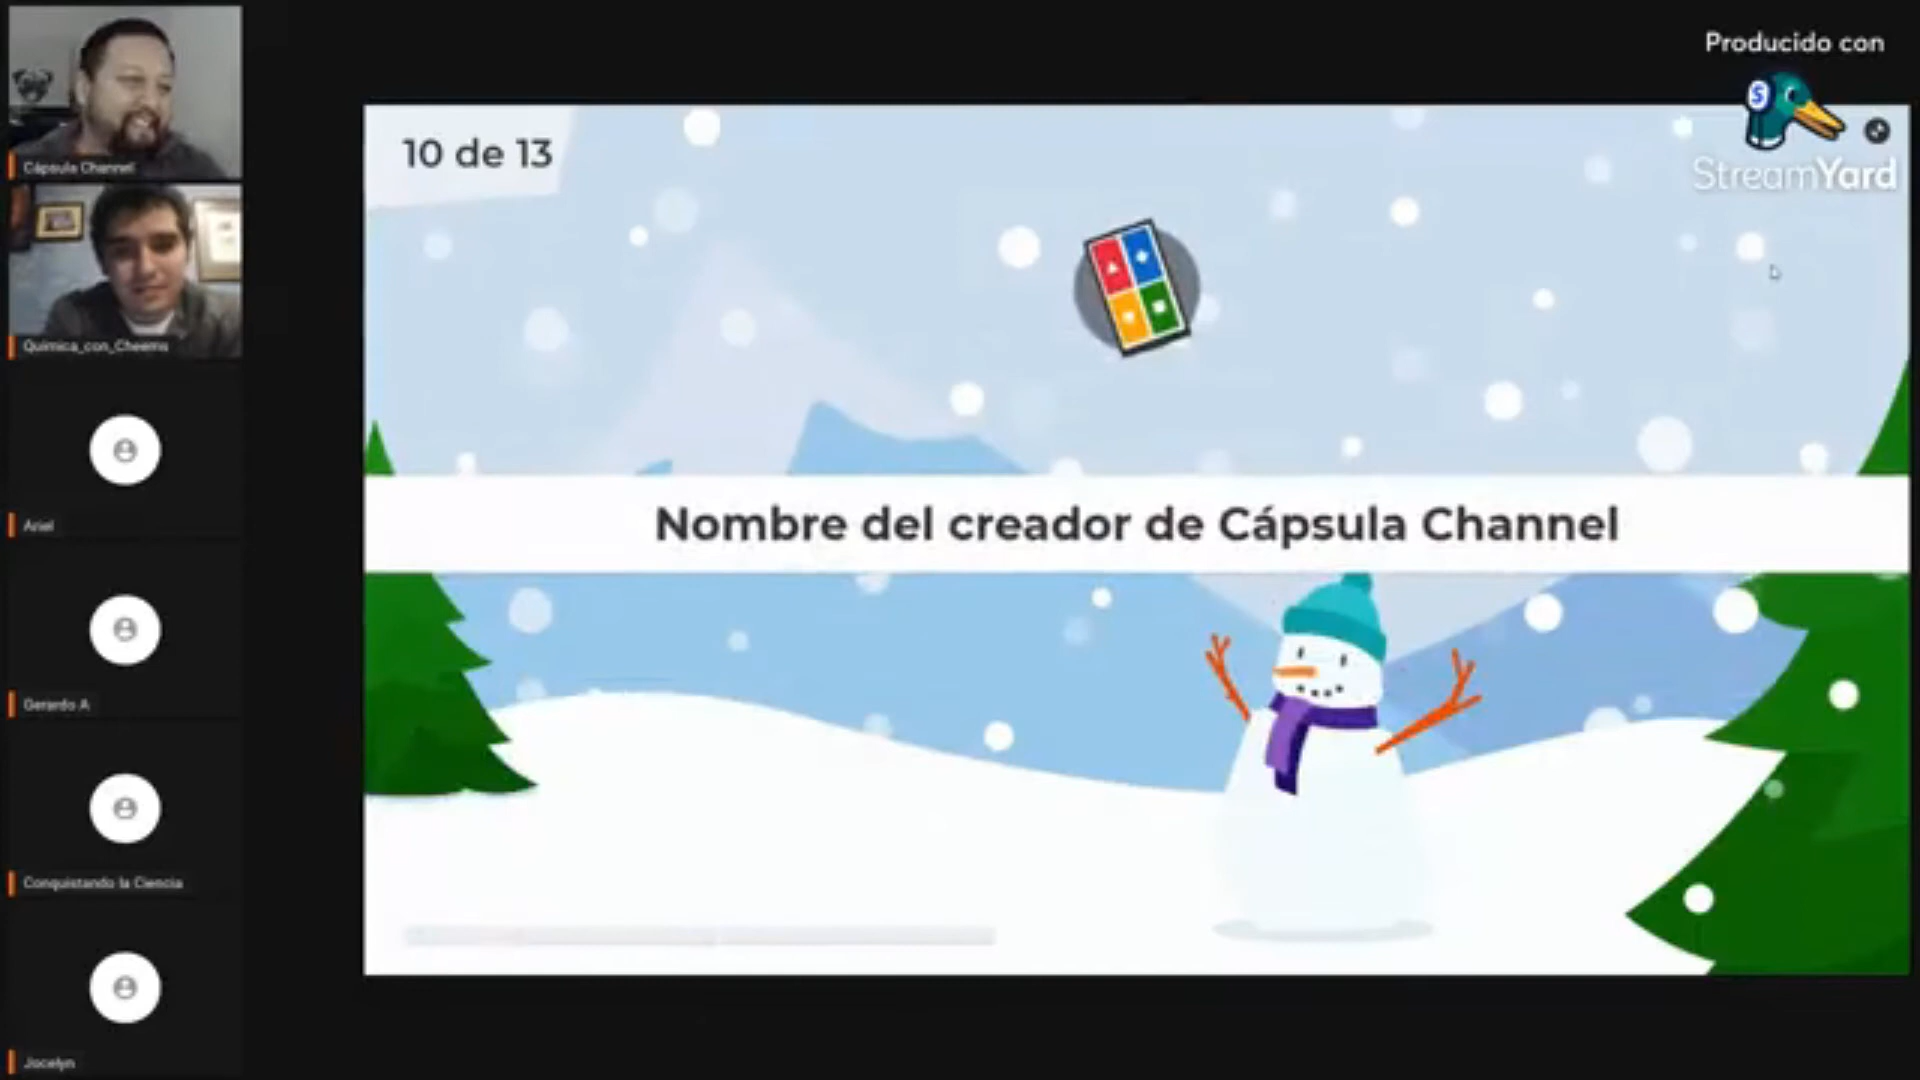 Producido con
StreamYard
10 de 13
Nombre del creador de Cápsula Channel
Cápsula Channel
Química_con_Cheems
Ariel
Gerardo A
Conquistando la Ciencia
Jocelyn